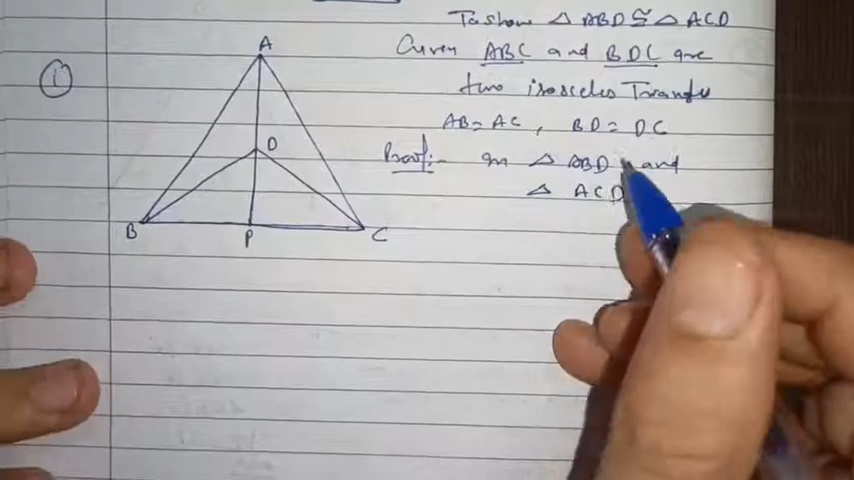 To show △ ABD ≅ △ ACD
①
Given ABC and BDC are
two isosceles Triangles
AB = AC , BD = DC
Proof:- In △ ABD and
△ ACD
A
D
B
P
C